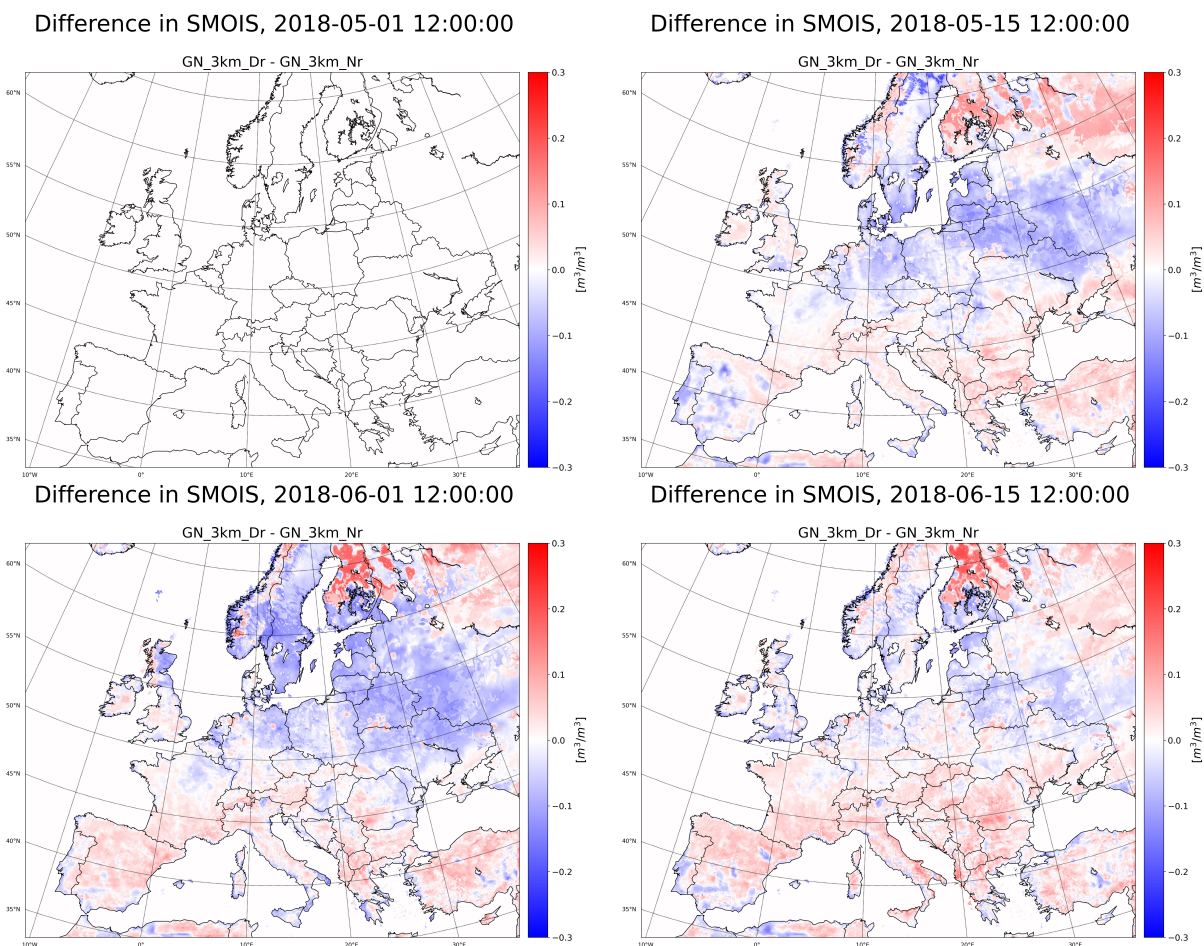 Difference in SMOIS, 2018-05-01 12:00:00
GN_3km_Dr - GN_3km_Nr
60°N
55°N
50°N
45°N
40°N
35°N
10°W
0°
10°E
20°E
30°E
0.3
0.2
0.1
0.0
−0.1
−0.2
−0.3
[m³/m³]
Difference in SMOIS, 2018-05-15 12:00:00
GN_3km_Dr - GN_3km_Nr
60°N
55°N
50°N
45°N
40°N
35°N
10°W
0°
10°E
20°E
30°E
0.3
0.2
0.1
0.0
−0.1
−0.2
−0.3
[m³/m³]
Difference in SMOIS, 2018-06-01 12:00:00
GN_3km_Dr - GN_3km_Nr
60°N
55°N
50°N
45°N
40°N
35°N
10°W
0°
10°E
20°E
30°E
0.3
0.2
0.1
0.0
−0.1
−0.2
−0.3
[m³/m³]
Difference in SMOIS, 2018-06-15 12:00:00
GN_3km_Dr - GN_3km_Nr
60°N
55°N
50°N
45°N
40°N
35°N
10°W
0°
10°E
20°E
30°E
0.3
0.2
0.1
0.0
−0.1
−0.2
−0.3
[m³/m³]